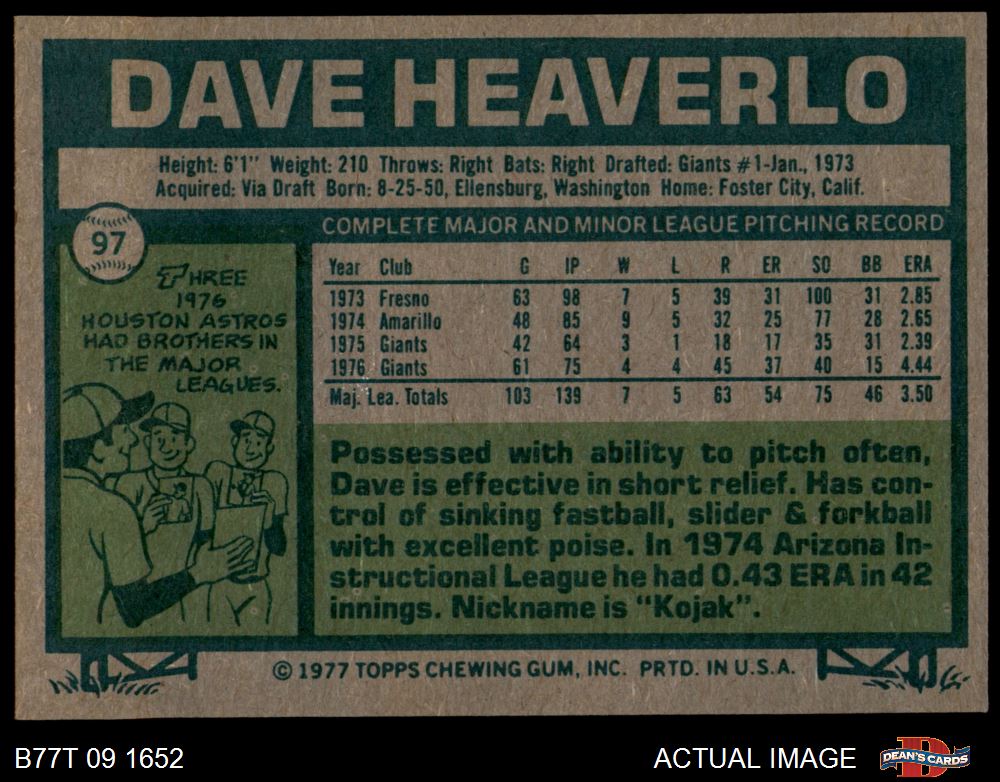 DAVE HEAVERLO
Height: 6'1" Weight: 210 Throws: Right Bats: Right Drafted: Giants #1-Jan., 1973
Acquired: Via Draft Born: 8-25-50, Ellensburg, Washington Home: Foster City, Calif.
97
THREE
1976
HOUSTON ASTROS
HAD BROTHERS IN
THE MAJOR
LEAGUES.
COMPLETE MAJOR AND MINOR LEAGUE PITCHING RECORD
Year Club G IP W L R ER SO BB ERA
1973 Fresno 63 98 7 5 39 31 100 31 2.85
1974 Amarillo 48 85 9 5 32 25 77 28 2.65
1975 Giants 42 64 3 1 18 17 35 31 2.39
1976 Giants 61 75 4 4 45 37 40 15 4.44
Maj. Lea. Totals 103 139 7 5 63 54 75 46 3.50
Possessed with ability to pitch often,
Dave is effective in short relief. Has con-
trol of sinking fastball, slider & forkball
with excellent poise. In 1974 Arizona In-
structional League he had 0.43 ERA in 42
innings. Nickname is "Kojak".
© 1977 TOPPS CHEWING GUM, INC. PRTD. IN U.S.A.
B77T 09 1652
ACTUAL IMAGE
DEAN'S CARDS